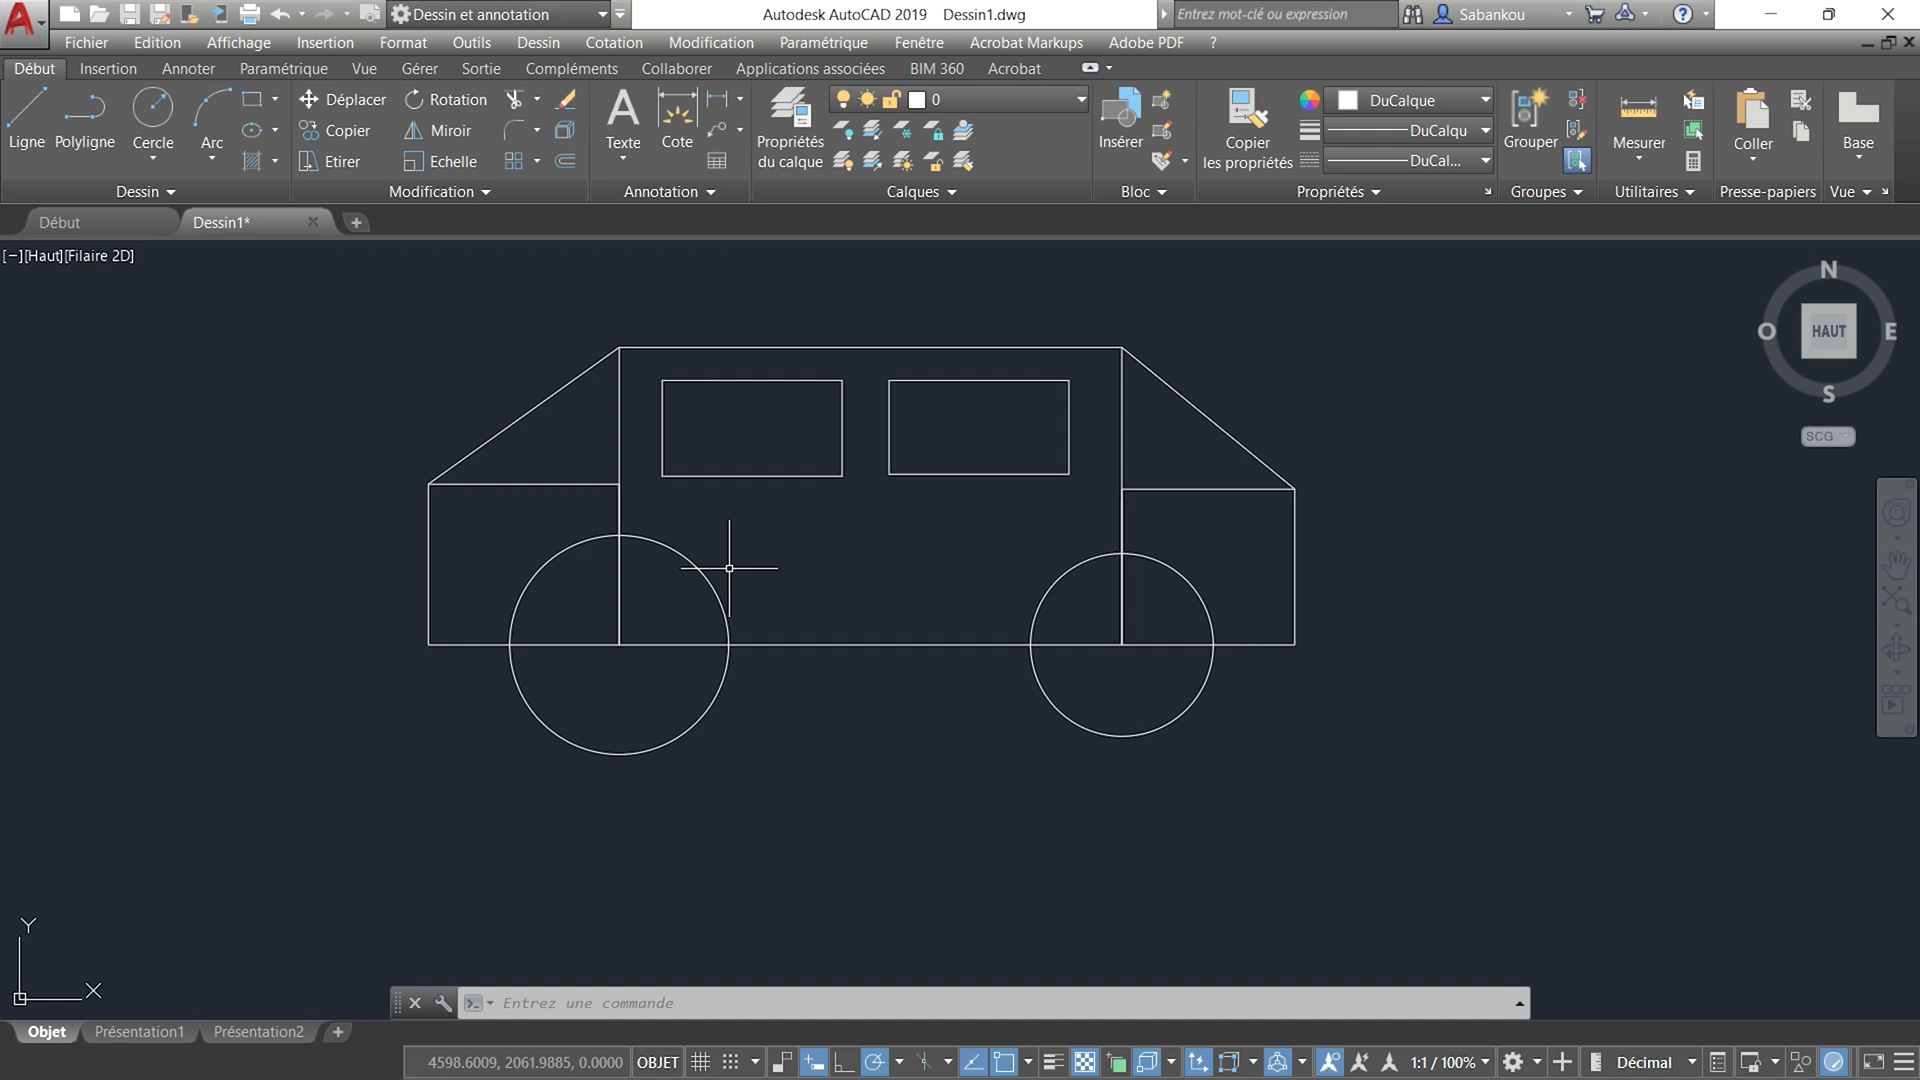 Dessin et annotation
Autodesk AutoCAD 2019 Dessin1.dwg
Entrez mot-clé ou expression
Sabankou
Fichier Edition Affichage Insertion Format Outils Dessin Cotation Modification Paramétrique Fenêtre Acrobat Markups Adobe PDF ?
Début Insertion Annoter Paramétrique Vue Gérer Sortie Compléments Collaborer Applications associées BIM 360 Acrobat
Ligne Polyligne Cercle Arc
Déplacer Rotation
Copier Miroir
Etirer Echelle
Texte Cote
Propriétés
du calque
0
Insérer
Copier
les propriétés
DuCalque
DuCalqu
DuCal...
Grouper
Mesurer
Coller
Base
Dessin Modification Annotation Calques Bloc Propriétés Groupes Utilitaires Presse-papiers Vue
Début Dessin1*
[−][Haut][Filaire 2D]
N
O HAUT E
S
SCG
Y
X
Entrez une commande
Objet Présentation1 Présentation2
4598.6009, 2061.9885, 0.0000 OBJET 1:1 / 100% Décimal